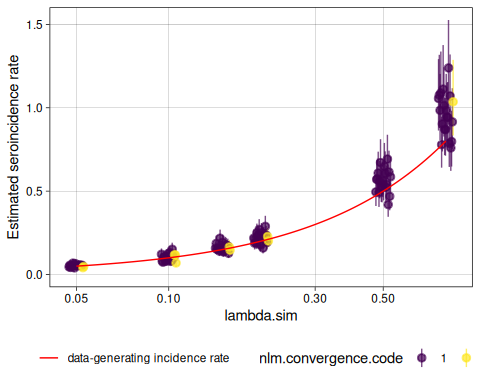 1.5
1.0
0.5
0.0
Estimated seroincidence rate
0.05 0.10 0.30 0.50
lambda.sim
data-generating incidence rate nlm.convergence.code 1